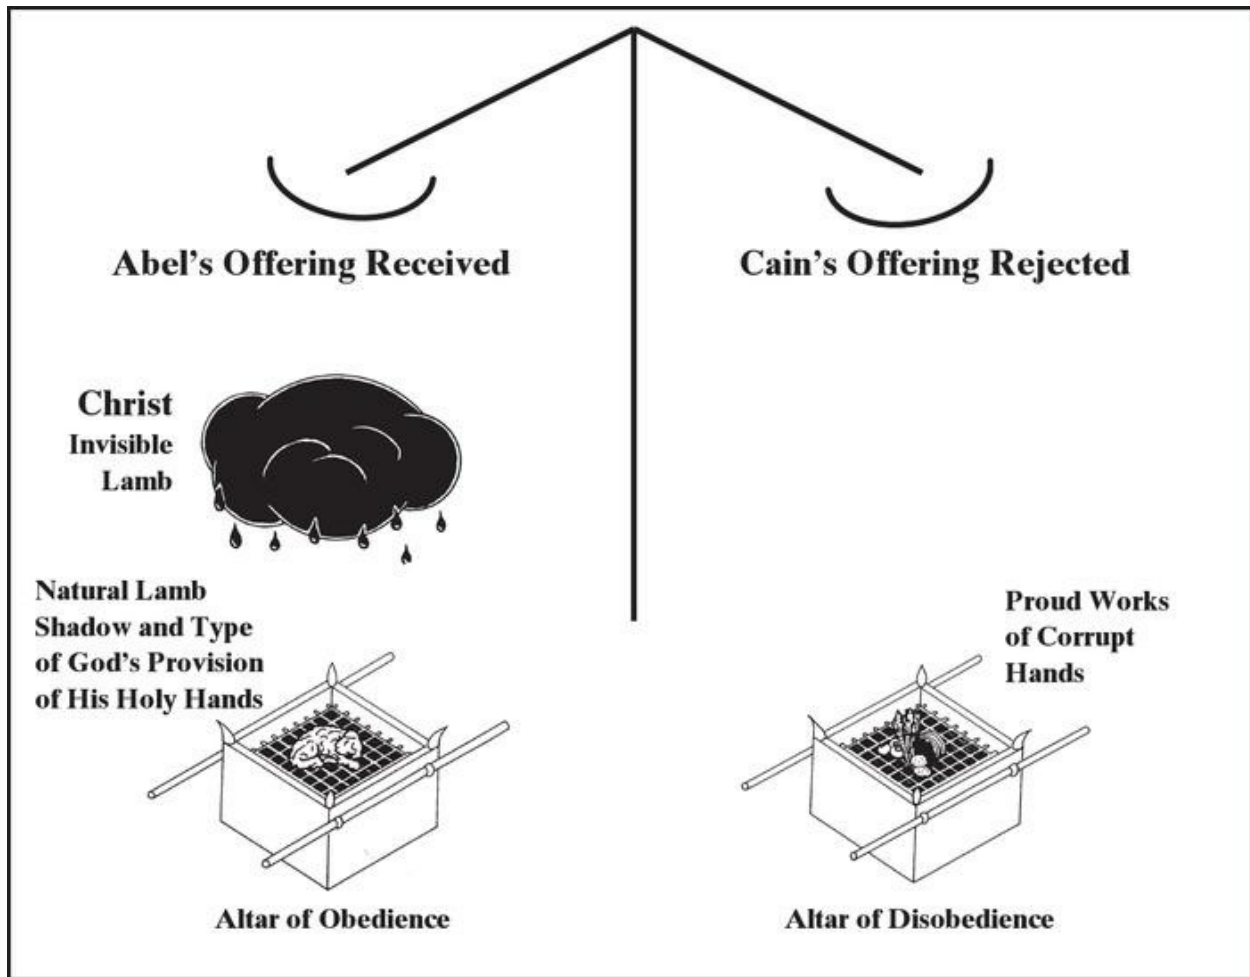 Abel's Offering Received
Cain's Offering Rejected
Christ
Invisible
Lamb
Natural Lamb
Shadow and Type
of God's Provision
of His Holy Hands
Proud Works
of Corrupt
Hands
Altar of Obedience
Altar of Disobedience